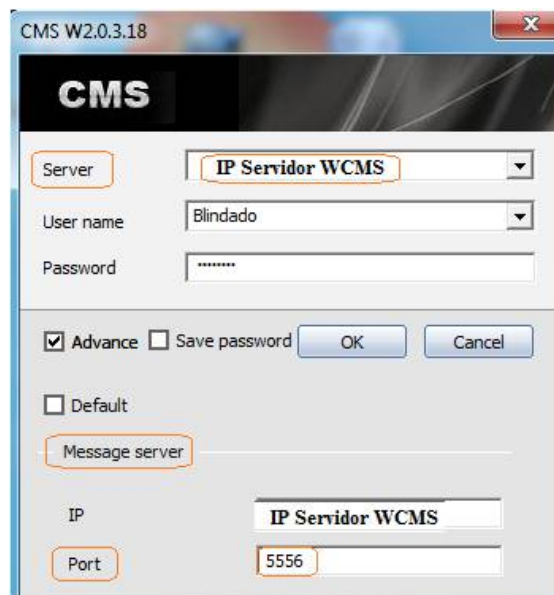 CMS W2.0.3.18
CMS
Server IP Servidor WCMS
User name Blindado
Password ••••••••
Advance Save password OK Cancel
Default
Message server
IP IP Servidor WCMS
Port 5556